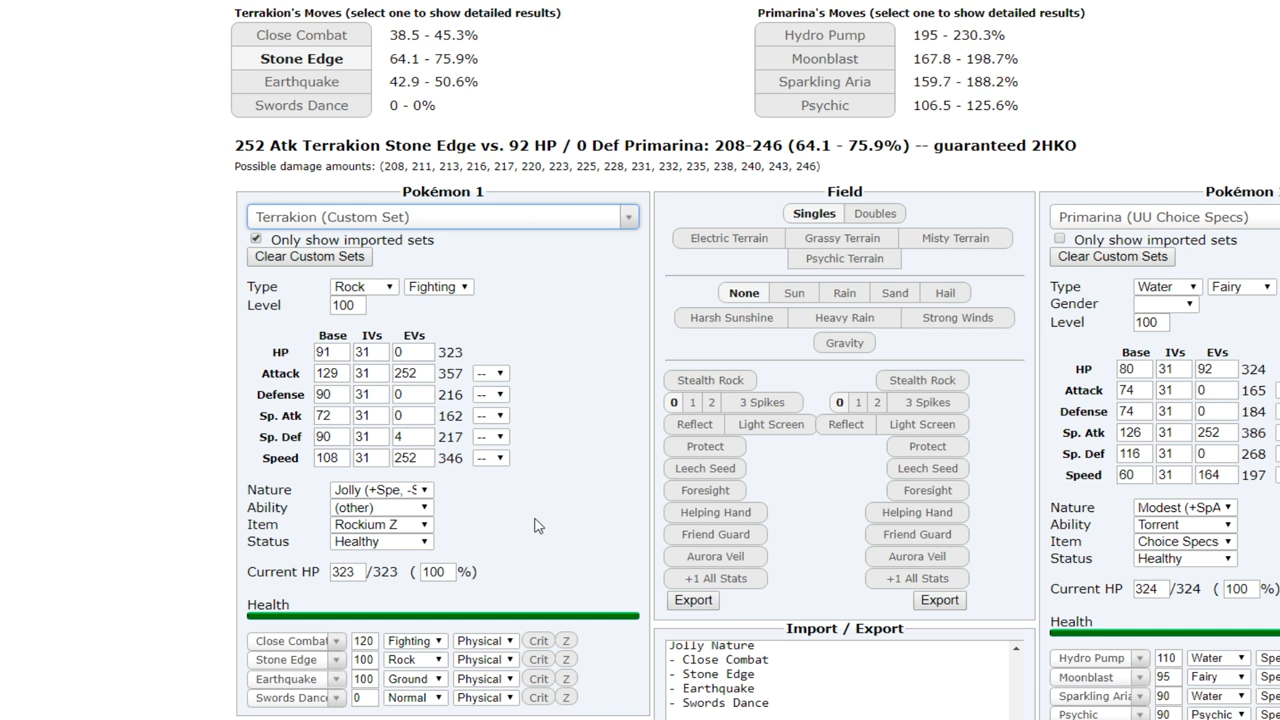 Terrakion's Moves (select one to show detailed results)
Close Combat 38.5 - 45.3%
Stone Edge 64.1 - 75.9%
Earthquake 42.9 - 50.6%
Swords Dance 0 - 0%
Primarina's Moves (select one to show detailed results)
Hydro Pump 195 - 230.3%
Moonblast 167.8 - 198.7%
Sparkling Aria 159.7 - 188.2%
Psychic 106.5 - 125.6%
252 Atk Terrakion Stone Edge vs. 92 HP / 0 Def Primarina: 208-246 (64.1 - 75.9%) -- guaranteed 2HKO
Possible damage amounts: (208, 211, 213, 216, 217, 220, 223, 225, 228, 231, 232, 235, 238, 240, 243, 246)
Pokémon 1
Terrakion (Custom Set)
Only show imported sets
Clear Custom Sets
Type Rock Fighting
Level 100
Base IVs EVs
HP 91 31 0 323
Attack 129 31 252 357 --
Defense 90 31 0 216 --
Sp. Atk 72 31 0 162 --
Sp. Def 90 31 4 217 --
Speed 108 31 252 346 --
Nature Jolly (+Spe, -S
Ability (other)
Item Rockium Z
Status Healthy
Current HP 323 /323 ( 100 %)
Health
Close Combat 120 Fighting Physical Crit Z
Stone Edge 100 Rock Physical Crit Z
Earthquake 100 Ground Physical Crit Z
Swords Danc 0 Normal Physical Crit Z
Field
Singles Doubles
Electric Terrain Grassy Terrain Misty Terrain
Psychic Terrain
None Sun Rain Sand Hail
Harsh Sunshine Heavy Rain Strong Winds
Gravity
Stealth Rock Stealth Rock
0 1 2 3 Spikes 0 1 2 3 Spikes
Reflect Light Screen Reflect Light Screen
Protect Protect
Leech Seed Leech Seed
Foresight Foresight
Helping Hand Helping Hand
Friend Guard Friend Guard
Aurora Veil Aurora Veil
+1 All Stats +1 All Stats
Export Export
Import / Export
Jolly Nature
- Close Combat
- Stone Edge
- Earthquake
- Swords Dance
Pokémon
Primarina (UU Choice Specs)
Only show imported sets
Clear Custom Sets
Type Water Fairy
Gender
Level 100
Base IVs EVs
HP 80 31 92 324
Attack 74 31 0 165
Defense 74 31 0 184
Sp. Atk 126 31 252 386
Sp. Def 116 31 0 268
Speed 60 31 164 197
Nature Modest (+SpA
Ability Torrent
Item Choice Specs
Status Healthy
Current HP 324 /324 ( 100 %)
Health
Hydro Pump 110 Water Spe
Moonblast 95 Fairy Spe
Sparkling Aria 90 Water Spe
Psychic 90 Psychic Spe